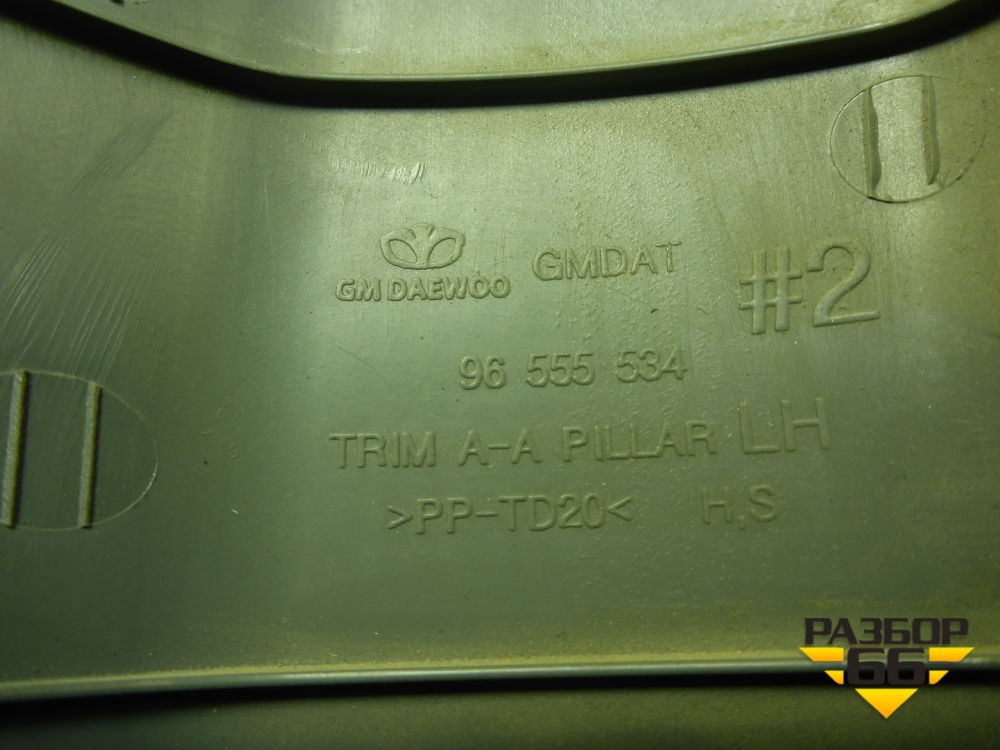 GM DAEWOO GMDAT #2
96 555 534
TRIM A-A PILLAR LH
>PP-TD20< H,S
РАЗБОР
66